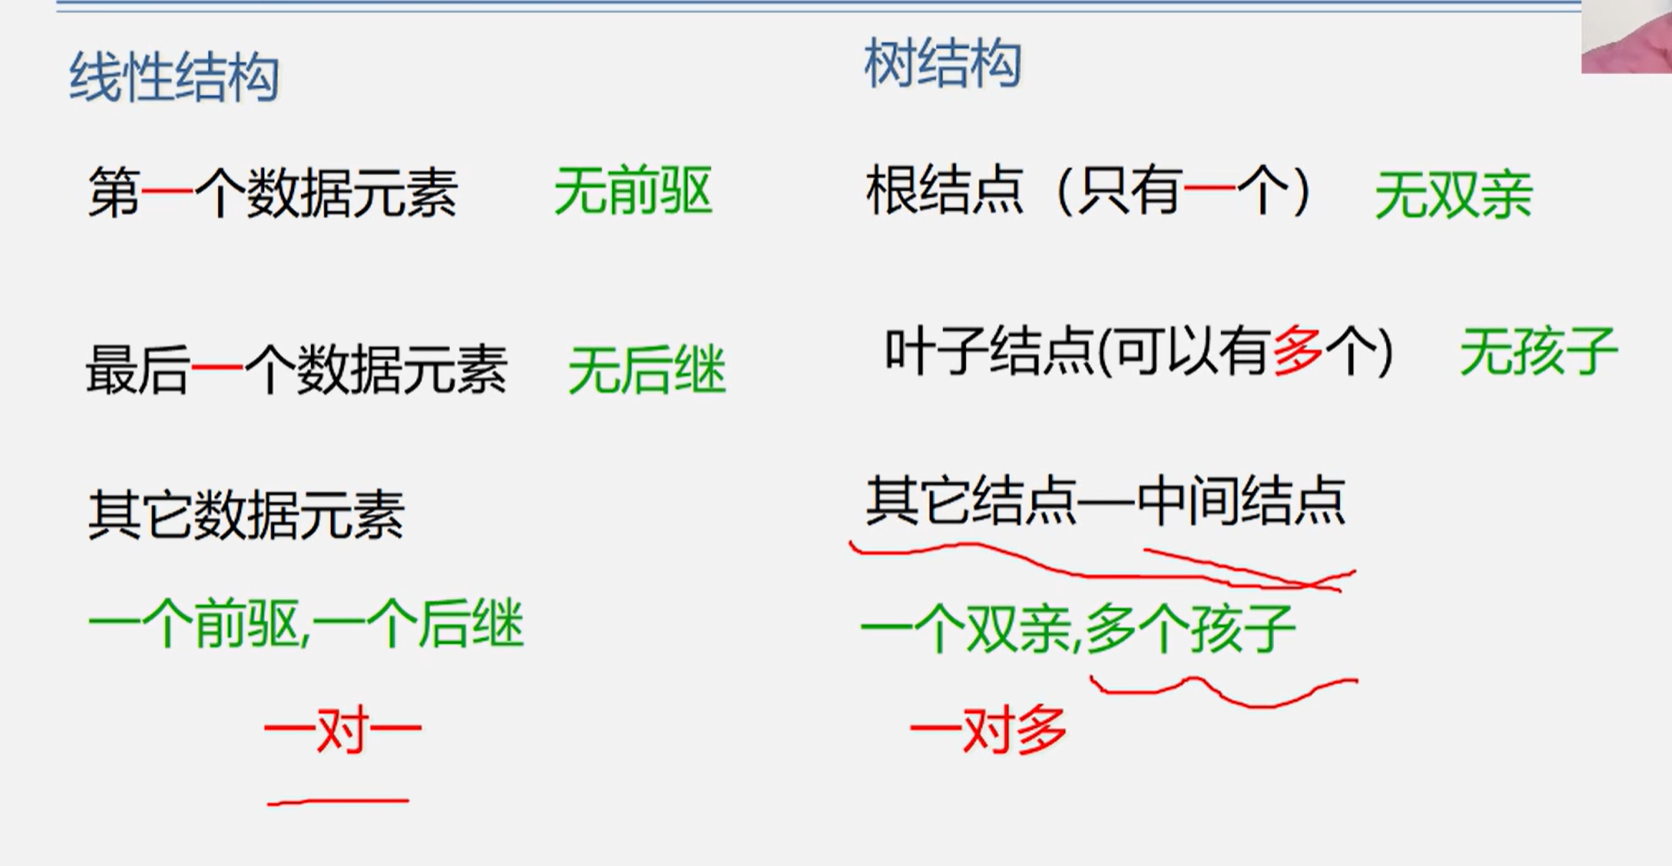 线性结构
第一个数据元素 无前驱
最后一个数据元素 无后继
其它数据元素
一个前驱,一个后继
一对一
树结构
根结点（只有一个） 无双亲
叶子结点(可以有多个) 无孩子
其它结点—中间结点
一个双亲,多个孩子
一对多